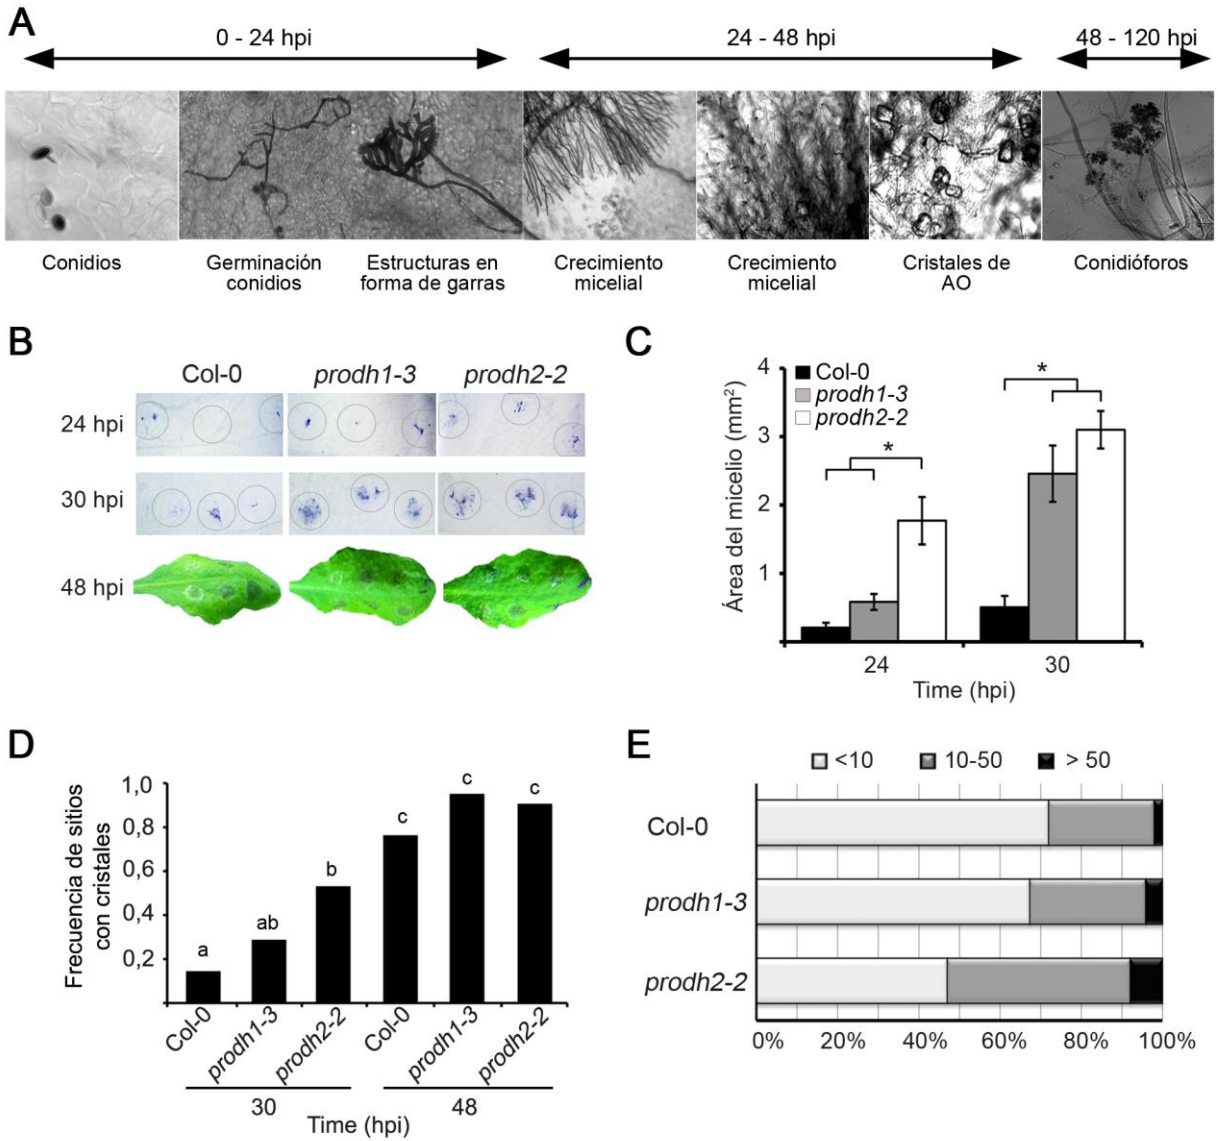 A
0 - 24 hpi
24 - 48 hpi
48 - 120 hpi
Conidios
Germinación
conidios
Estructuras en
forma de garras
Crecimiento
micelial
Crecimiento
micelial
Cristales de
AO
Conidióforos
B
Col-0
prodh1-3
prodh2-2
24 hpi
30 hpi
48 hpi
C
Área del micelio (mm²)
4
3
2
1
Col-0
prodh1-3
prodh2-2
*
*
24
30
Time (hpi)
D
Frecuencia de sitios
con cristales
1,0
0,8
0,6
0,4
0,2
a
ab
b
c
c
c
Col-0
prodh1-3
prodh2-2
Col-0
prodh1-3
prodh2-2
30
48
Time (hpi)
E
<10
10-50
> 50
Col-0
prodh1-3
prodh2-2
0%
20%
40%
60%
80%
100%